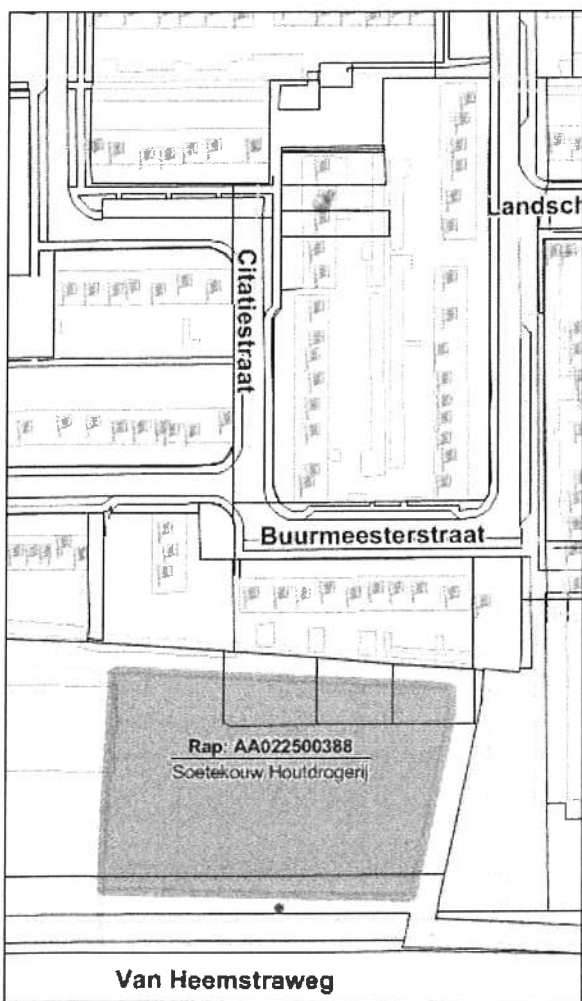 Landsch
Citatiestraat
Buurmeesterstraat
Rap: AA022500388
Soetekouw Houtdrogerij
Van Heemstraweg